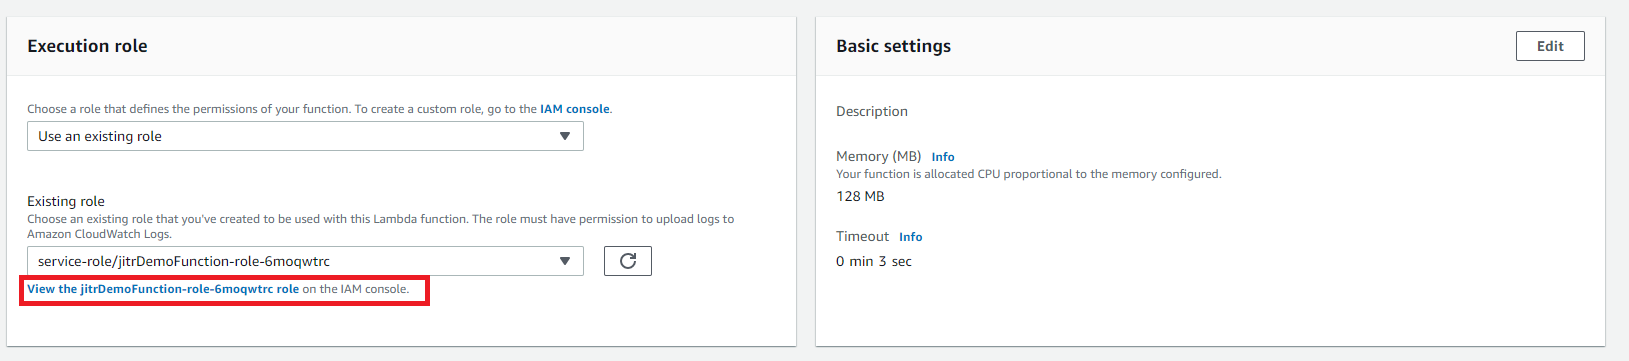 Execution role
Choose a role that defines the permissions of your function. To create a custom role, go to the IAM console.
Use an existing role
Existing role
Choose an existing role that you've created to be used with this Lambda function. The role must have permission to upload logs to
Amazon CloudWatch Logs.
service-role/jitrDemoFunction-role-6moqwtrc
View the jitrDemoFunction-role-6moqwtrc role on the IAM console.
Basic settings
Edit
Description
Memory (MB) Info
Your function is allocated CPU proportional to the memory configured.
128 MB
Timeout Info
0 min 3 sec